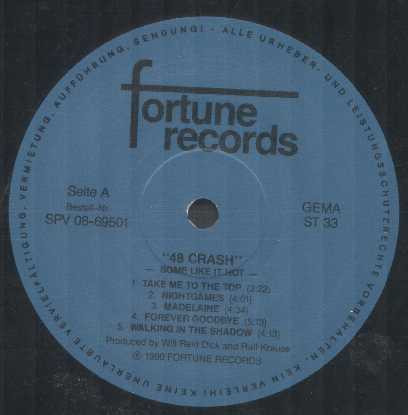 KEINE UNERLAUBTE VERVIELFÄLTIGUNG, VERMIETUNG, AUFFÜHRUNG, SENDUNG! - ALLE URHEBER- UND LEISTUNGSSCHUTZRECHTE VORBEHALTEN - KEIN VERLEIH!
fortune
records
Seite A
Bestell-Nr.
SPV 08-69501
GEMA
ST 33
"48 CRASH"
— SOME LIKE IT HOT —
1. TAKE ME TO THE TOP (3:22)
2. NIGHTGAMES (4:01)
3. MADELAINE (4:34)
4. FOREVER GOODBYE (5:13)
5. WALKING IN THE SHADOW (4:13)
Produced by Will Reid Dick and Ralf Krause
Ⓟ 1990 FORTUNE RECORDS